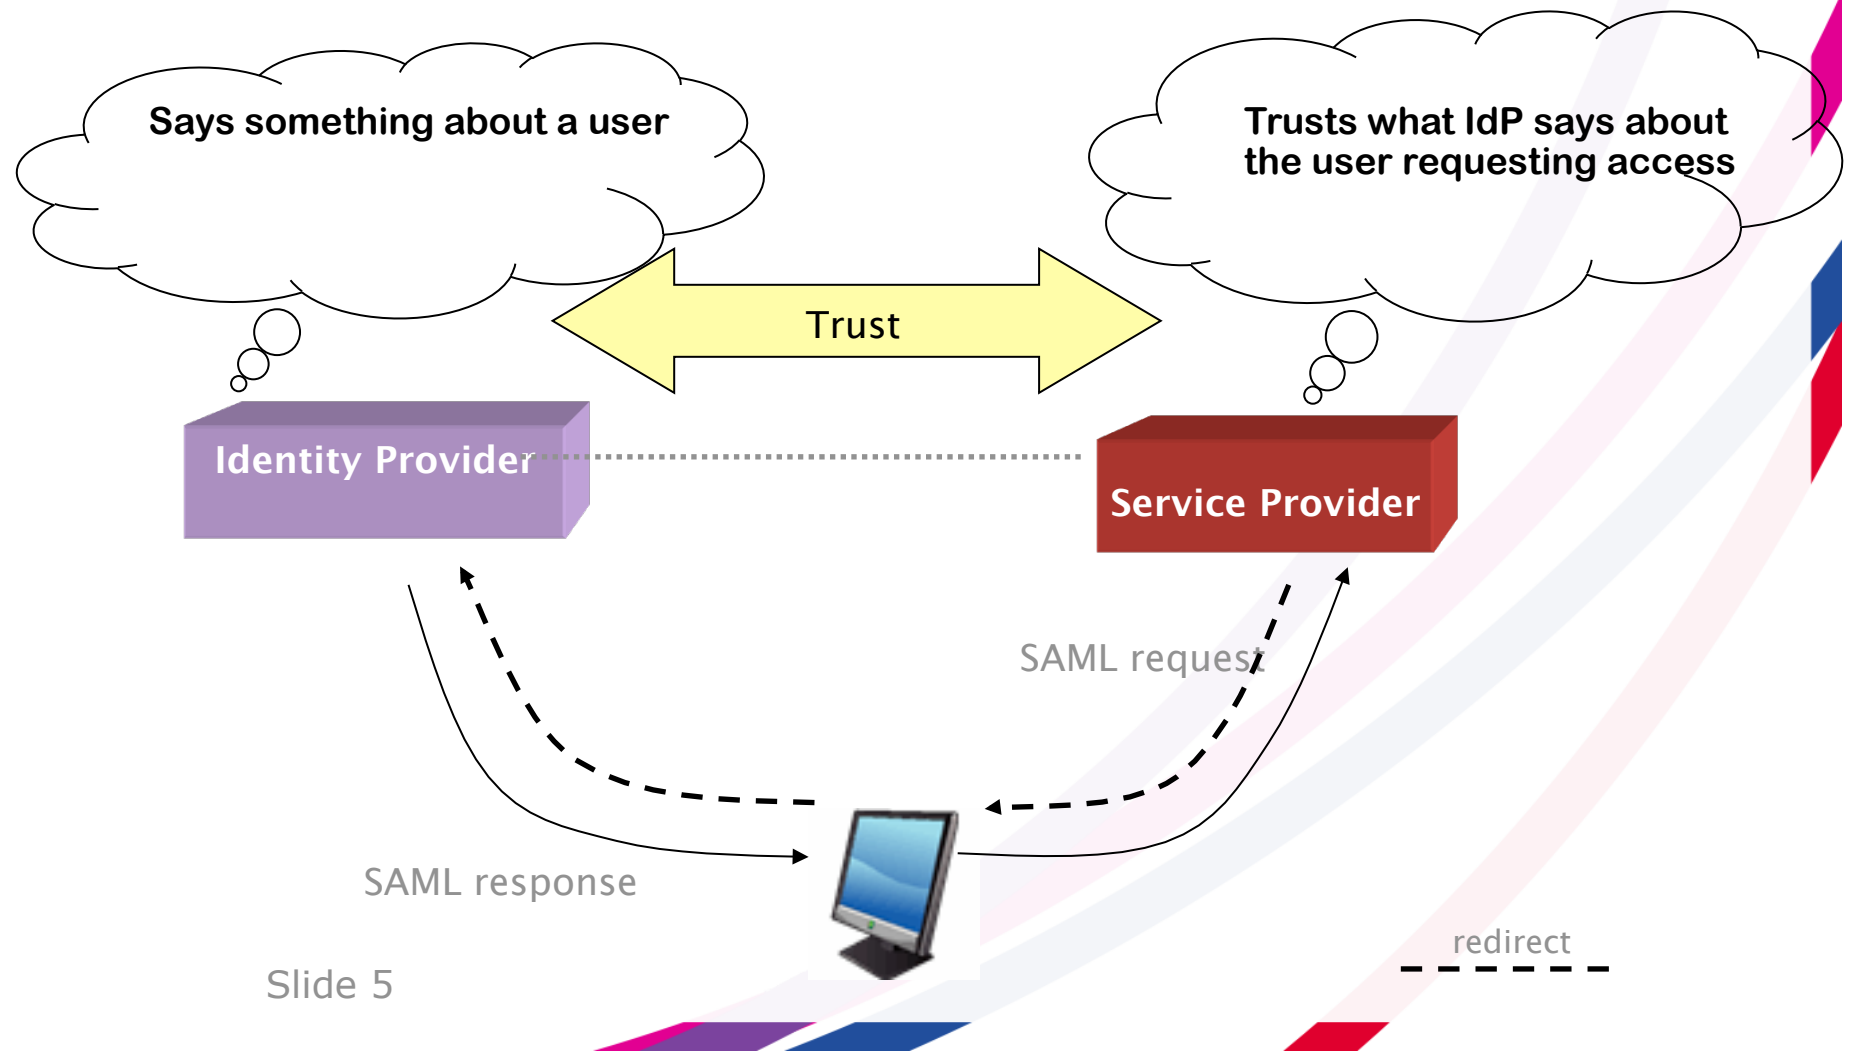 Says something about a user
Trusts what IdP says about
the user requesting access
Trust
Identity Provider
Service Provider
SAML request
SAML response
redirect
Slide 5